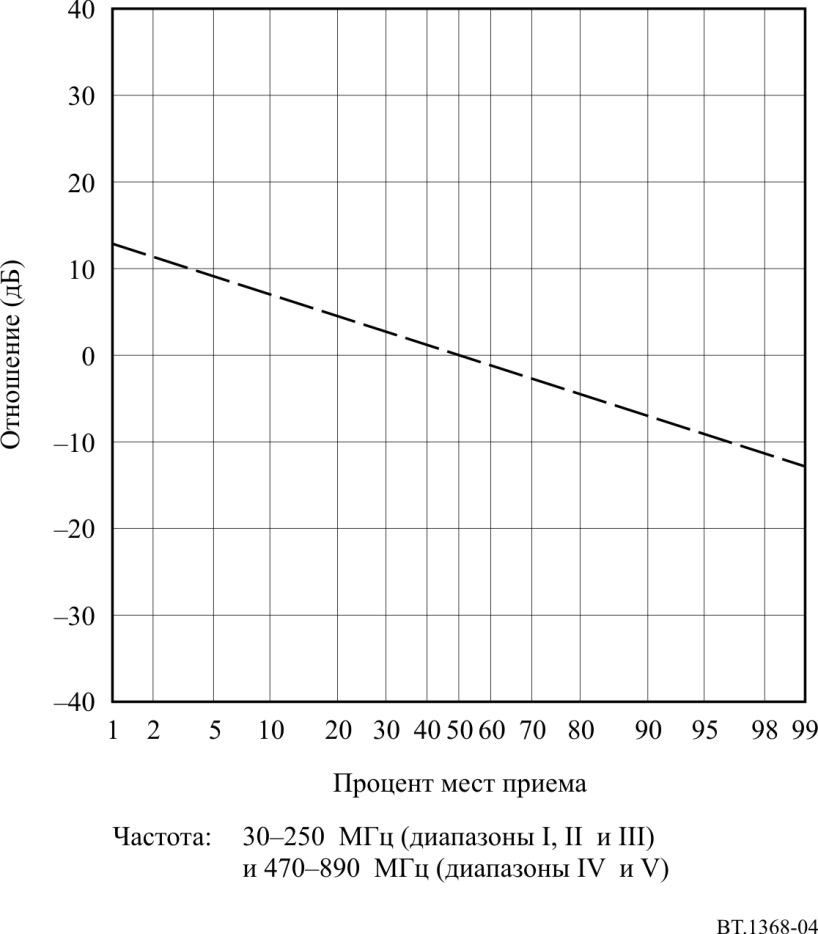 40
30
20
10
0
–10
–20
–30
–40
Отношение (дБ)
1 2 5 10 20 30 40 50 60 70 80 90 95 98 99
Процент мест приема
Частота: 30–250 МГц (диапазоны I, II и III)
и 470–890 МГц (диапазоны IV и V)
BT.1368-04